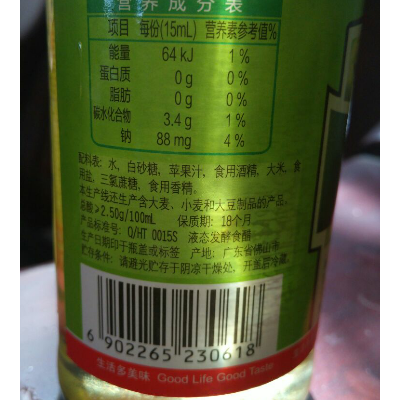 营养成分表
项目 每份(15mL) 营养素参考值%
能量 64 kJ 1%
蛋白质 0g 0%
脂肪 0g 0%
碳水化合物 3.4g 1%
钠 88 mg 4%
配料表：水，白砂糖，苹果汁，食用酒精，大米，食
用盐，三氯蔗糖，食用香精。
本生产线还生产含大麦、小麦和大豆制品的产品。
总酸≥2.50g/100mL 保质期：18个月
产品标准号：Q/HT 0015S 液态发酵食醋
生产日期印于瓶盖或标签 产地：广东省佛山市
贮存条件：请避光贮存于阴凉干燥处，开盖后冷藏。
6 902265 230618
生活多美味 Good Life Good Taste